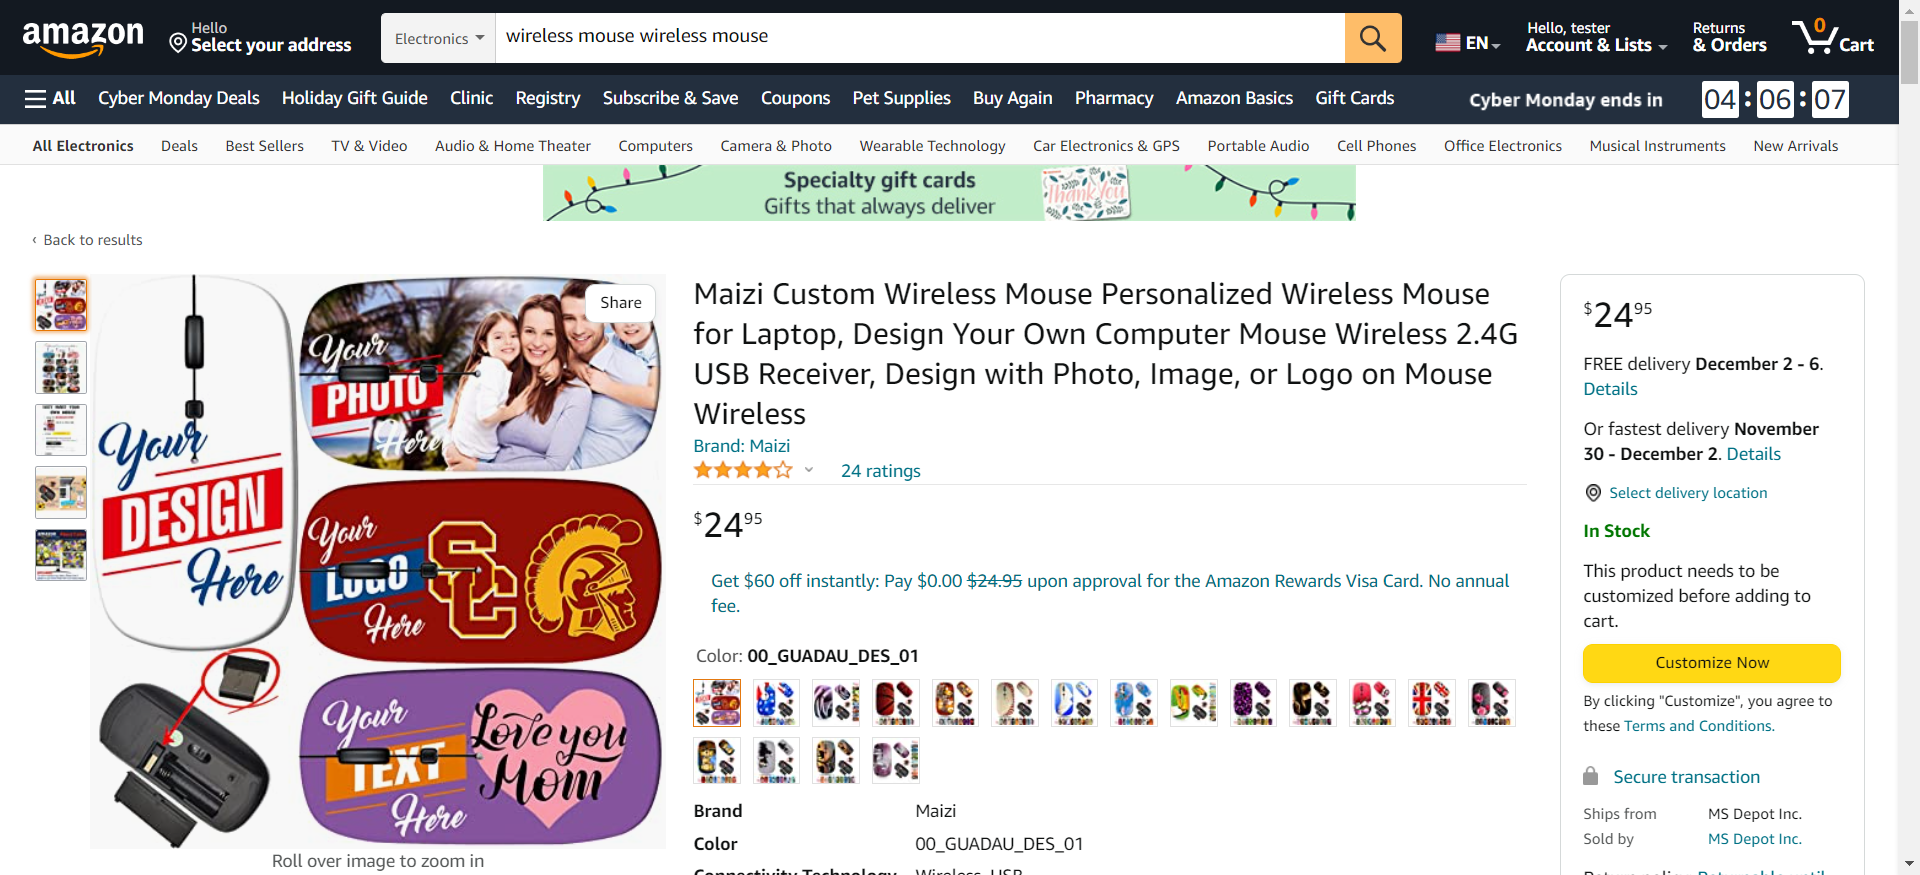 amazon
Hello
Select your address
Electronics
wireless mouse wireless mouse
EN
Hello, tester
Account & Lists
Returns
& Orders
0
Cart
All
Cyber Monday Deals
Holiday Gift Guide
Clinic
Registry
Subscribe & Save
Coupons
Pet Supplies
Buy Again
Pharmacy
Amazon Basics
Gift Cards
Cyber Monday ends in
04 : 06 : 07
All Electronics
Deals
Best Sellers
TV & Video
Audio & Home Theater
Computers
Camera & Photo
Wearable Technology
Car Electronics & GPS
Portable Audio
Cell Phones
Office Electronics
Musical Instruments
New Arrivals
Specialty gift cards
Gifts that always deliver
Thank You
‹ Back to results
Share
Your
DESIGN
Here
Your
PHOTO
Here
Your
LOGO
Here
SC
Your
TEXT
Here
Love you
Mom
Roll over image to zoom in
Maizi Custom Wireless Mouse Personalized Wireless Mouse
for Laptop, Design Your Own Computer Mouse Wireless 2.4G
USB Receiver, Design with Photo, Image, or Logo on Mouse
Wireless
Brand: Maizi
24 ratings
$24.95
Get $60 off instantly: Pay $0.00 $24.95 upon approval for the Amazon Rewards Visa Card. No annual
fee.
Color: 00_GUADAU_DES_01
Brand Maizi
Color 00_GUADAU_DES_01
Connectivity Technology Wireless, USB
$24.95
FREE delivery December 2 - 6.
Details
Or fastest delivery November
30 - December 2. Details
Select delivery location
In Stock
This product needs to be
customized before adding to
cart.
Customize Now
By clicking "Customize", you agree to
these Terms and Conditions.
Secure transaction
Ships from MS Depot Inc.
Sold by MS Depot Inc.
Return policy: Returnable until